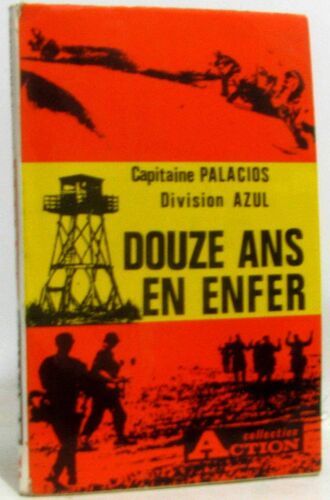 Capitaine PALACIOS
Division AZUL
DOUZE ANS
EN ENFER
collection
ACTION